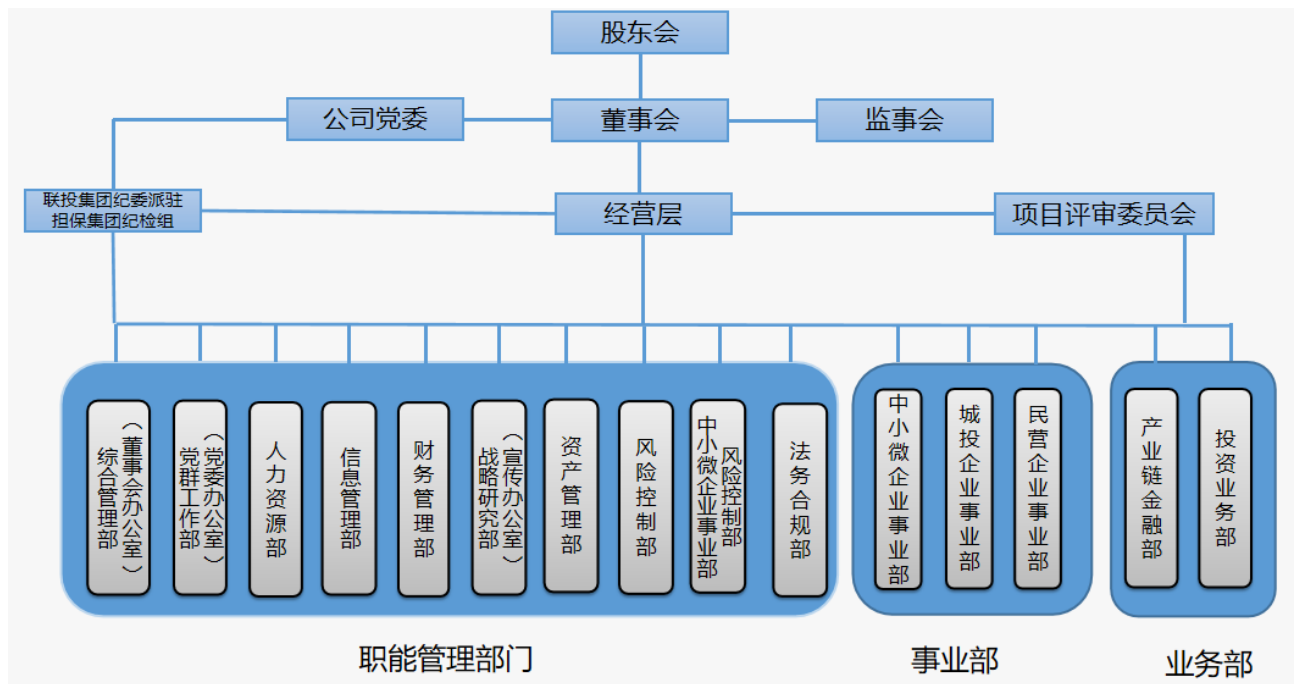 股东会
公司党委
董事会
监事会
联投集团纪委派驻
担保集团纪检组
经营层
项目评审委员会
综合管理部
（董事会办公室）
党群工作部
（党委办公室）
人力资源部
信息管理部
财务管理部
战略研究部
（宣传办公室）
资产管理部
风险控制部
中小微企业事业部
风险控制部
法务合规部
中小微企业事业部
城投企业事业部
民营企业事业部
产业链金融部
投资业务部
职能管理部门
事业部
业务部